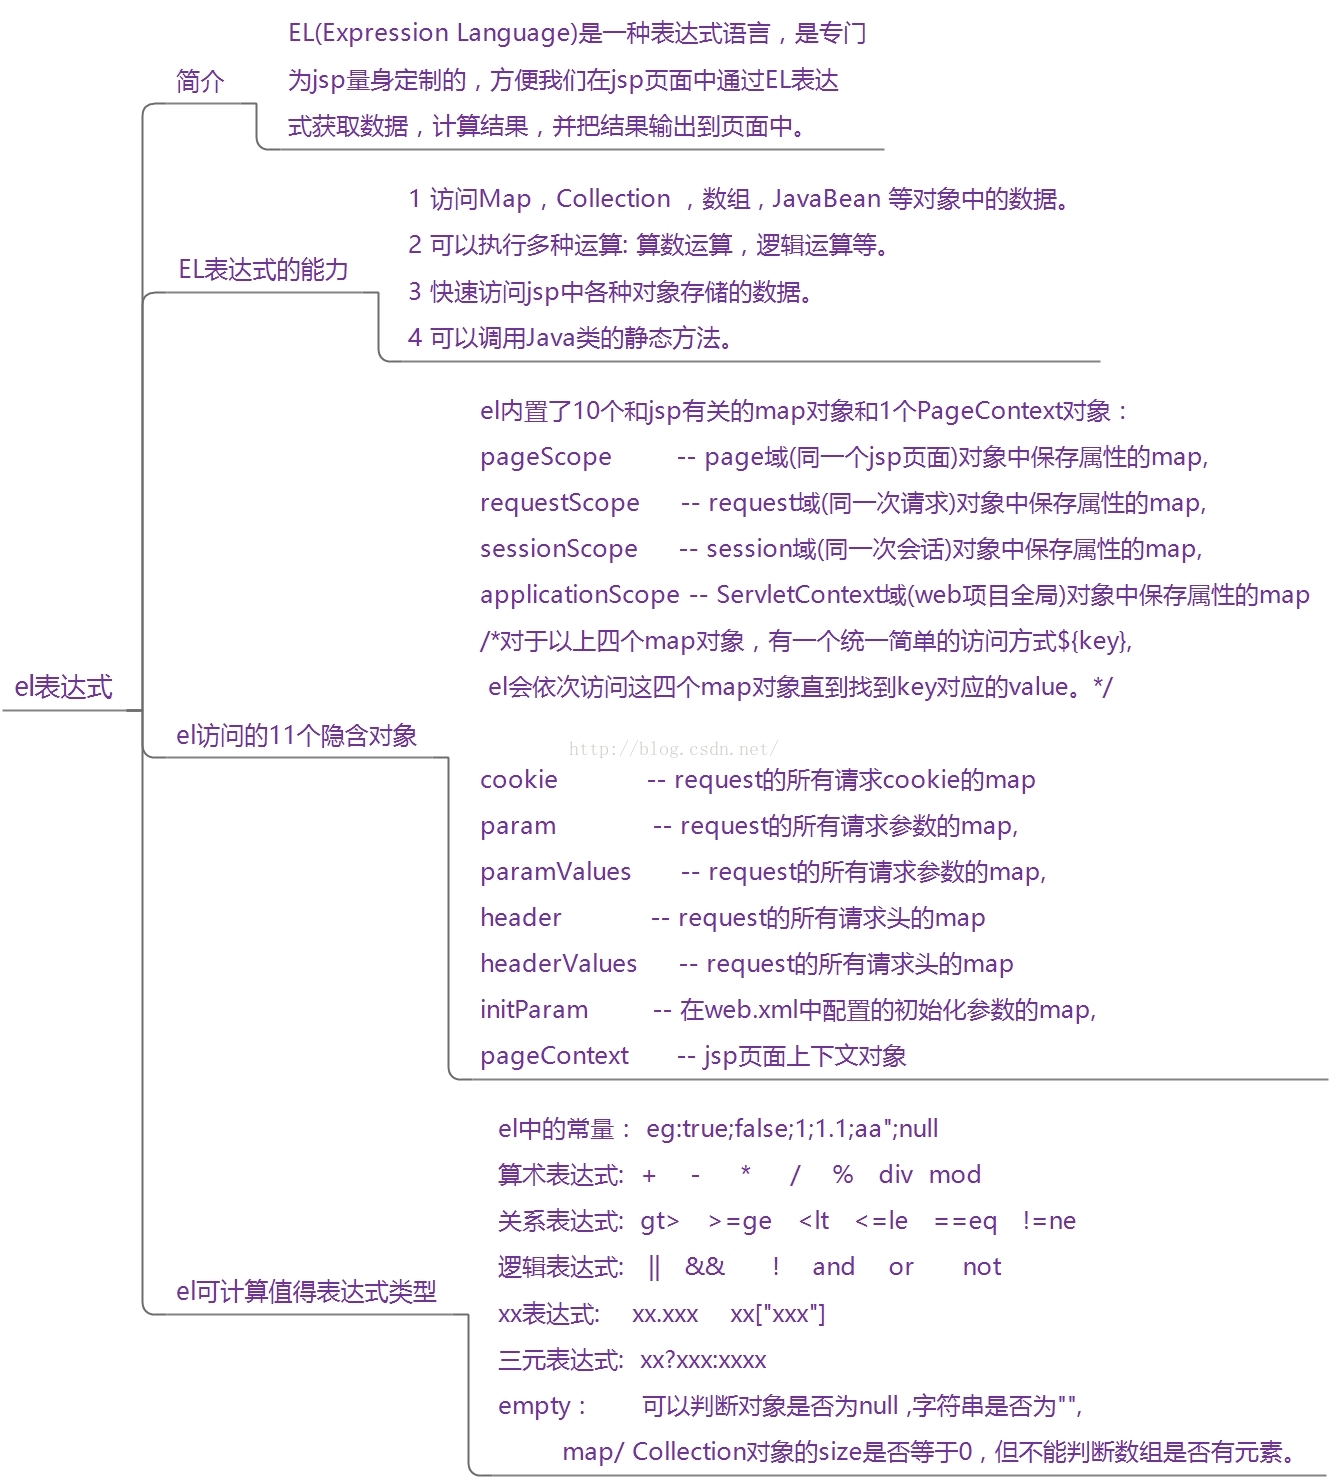 el表达式
简介
EL(Expression Language)是一种表达式语言，是专门
为jsp量身定制的，方便我们在jsp页面中通过EL表达
式获取数据，计算结果，并把结果输出到页面中。
EL表达式的能力
1 访问Map，Collection ，数组，JavaBean 等对象中的数据。
2 可以执行多种运算: 算数运算，逻辑运算等。
3 快速访问jsp中各种对象存储的数据。
4 可以调用Java类的静态方法。
el访问的11个隐含对象
el内置了10个和jsp有关的map对象和1个PageContext对象：
pageScope -- page域(同一个jsp页面)对象中保存属性的map,
requestScope -- request域(同一次请求)对象中保存属性的map,
sessionScope -- session域(同一次会话)对象中保存属性的map,
applicationScope -- ServletContext域(web项目全局)对象中保存属性的map
/*对于以上四个map对象，有一个统一简单的访问方式${key},
el会依次访问这四个map对象直到找到key对应的value。*/
http://blog.csdn.net/
cookie -- request的所有请求cookie的map
param -- request的所有请求参数的map,
paramValues -- request的所有请求参数的map,
header -- request的所有请求头的map
headerValues -- request的所有请求头的map
initParam -- 在web.xml中配置的初始化参数的map,
pageContext -- jsp页面上下文对象
el可计算值得表达式类型
el中的常量： eg:true;false;1;1.1;aa";null
算术表达式: + - * / % div mod
关系表达式: gt> >=ge <lt <=le ==eq !=ne
逻辑表达式: || && ! and or not
xx表达式: xx.xxx xx["xxx"]
三元表达式: xx?xxx:xxxx
empty： 可以判断对象是否为null ,字符串是否为"",
map/ Collection对象的size是否等于0，但不能判断数组是否有元素。